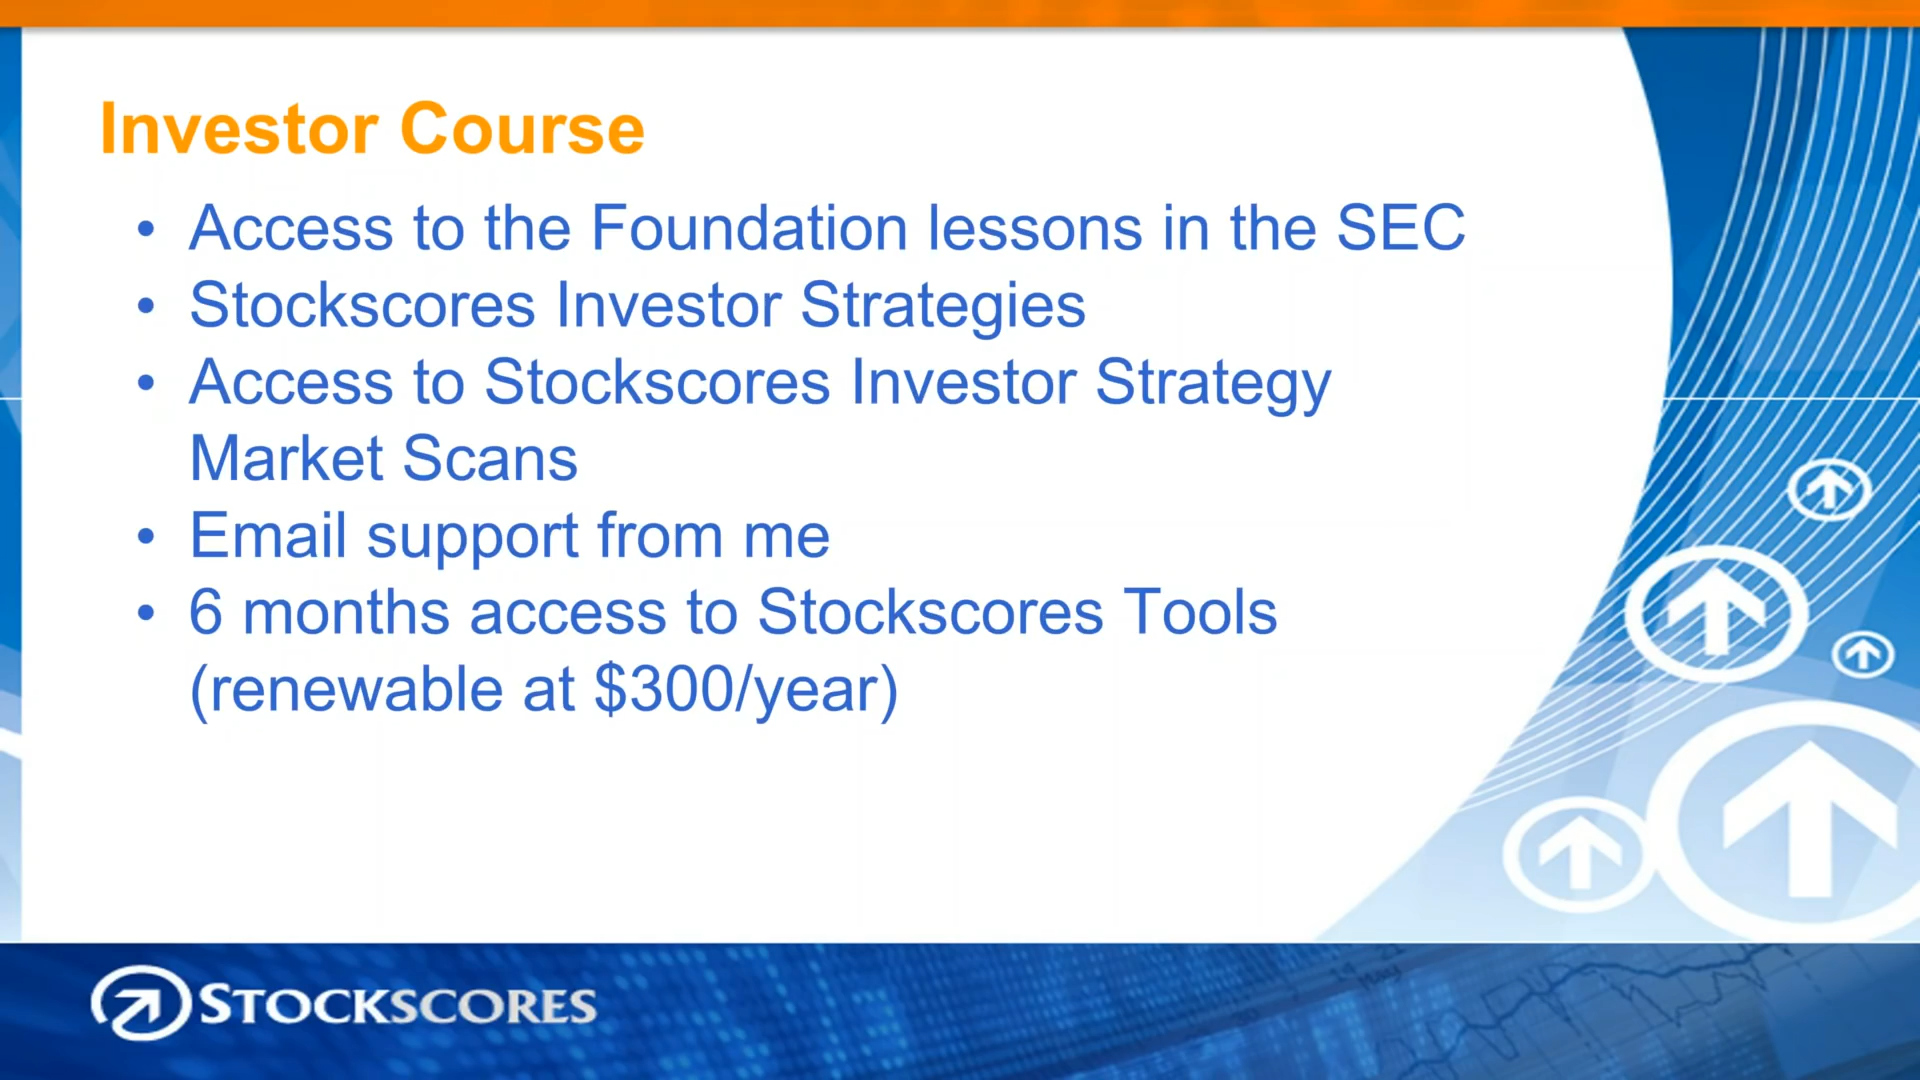 Investor Course
• Access to the Foundation lessons in the SEC
• Stockscores Investor Strategies
• Access to Stockscores Investor Strategy
Market Scans
• Email support from me
• 6 months access to Stockscores Tools
(renewable at $300/year)
STOCKSCORES